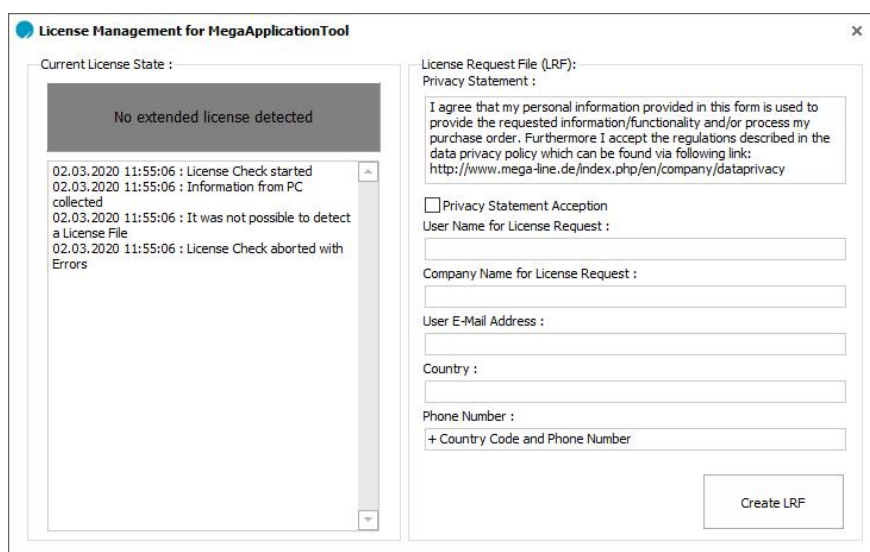 License Management for MegaApplicationTool
Current License State :
No extended license detected
02.03.2020 11:55:06 : License Check started
02.03.2020 11:55:06 : Information from PC
collected
02.03.2020 11:55:06 : It was not possible to detect
a License File
02.03.2020 11:55:06 : License Check aborted with
Errors
License Request File (LRF):
Privacy Statement :
I agree that my personal information provided in this form is used to
provide the requested information/functionality and/or process my
purchase order. Furthermore I accept the regulations described in the
data privacy policy which can be found via following link:
http://www.mega-line.de/index.php/en/company/dataprivacy
Privacy Statement Acception
User Name for License Request :
Company Name for License Request :
User E-Mail Address :
Country :
Phone Number :
+ Country Code and Phone Number
Create LRF